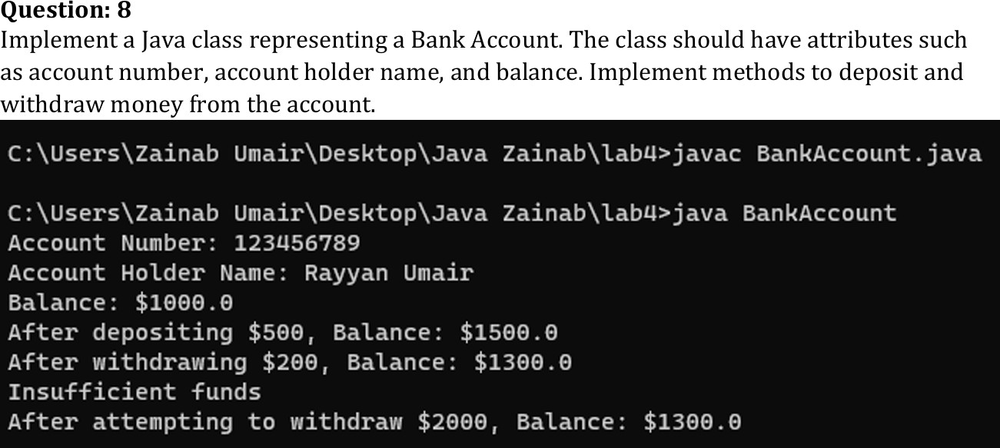 Question: 8
Implement a Java class representing a Bank Account. The class should have attributes such
as account number, account holder name, and balance. Implement methods to deposit and
withdraw money from the account.
C:\Users\Zainab Umair\Desktop\Java Zainab\lab4>javac BankAccount.java
C:\Users\Zainab Umair\Desktop\Java Zainab\lab4>java BankAccount
Account Number: 123456789
Account Holder Name: Rayyan Umair
Balance: $1000.0
After depositing $500, Balance: $1500.0
After withdrawing $200, Balance: $1300.0
Insufficient funds
After attempting to withdraw $2000, Balance: $1300.0